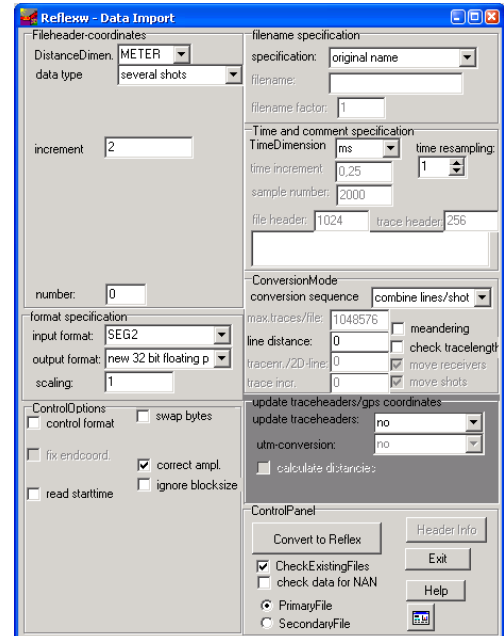 Reflexw - Data Import
Fileheader-coordinates
DistanceDimen. METER
data type several shots
increment 2
number: 0
format specification
input format: SEG2
output format: new 32 bit floating p
scaling: 1
ControlOptions
control format swap bytes
fix endcoord.
correct ampl.
read starttime ignore blocksize
filename specification
specification: original name
filename:
filename factor: 1
Time and comment specification
TimeDimension ms time resampling:
1
time increment 0,25
sample number: 2000
file header: 1024 trace header: 256
ConversionMode
conversion sequence combine lines/shot
max.traces/file: 1048576 meandering
line distance: 0 check tracelength
tracenr./2D-line: 0 move receivers
trace incr. 0 move shots
update traceheaders/gps coordinates
update traceheaders: no
utm-conversion: no
calculate distancies
ControlPanel
Convert to Reflex Header Info
CheckExistingFiles Exit
check data for NAN
PrimaryFile Help
SecondaryFile